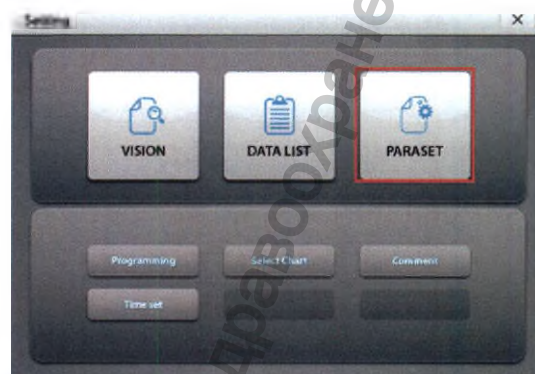 Setting
VISION
DATA LIST
PARASET
Programming
Select Chart
Comment
Time set